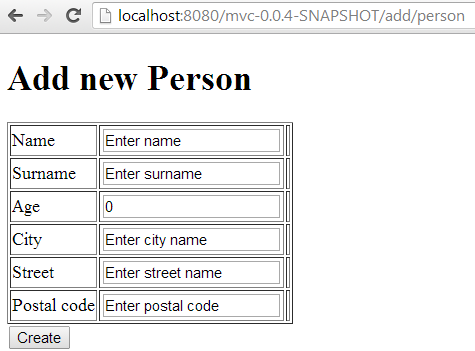 localhost:8080/mvc-0.0.4-SNAPSHOT/add/person
Add new Person
Name Enter name
Surname Enter surname
Age 0
City Enter city name
Street Enter street name
Postal code Enter postal code
Create